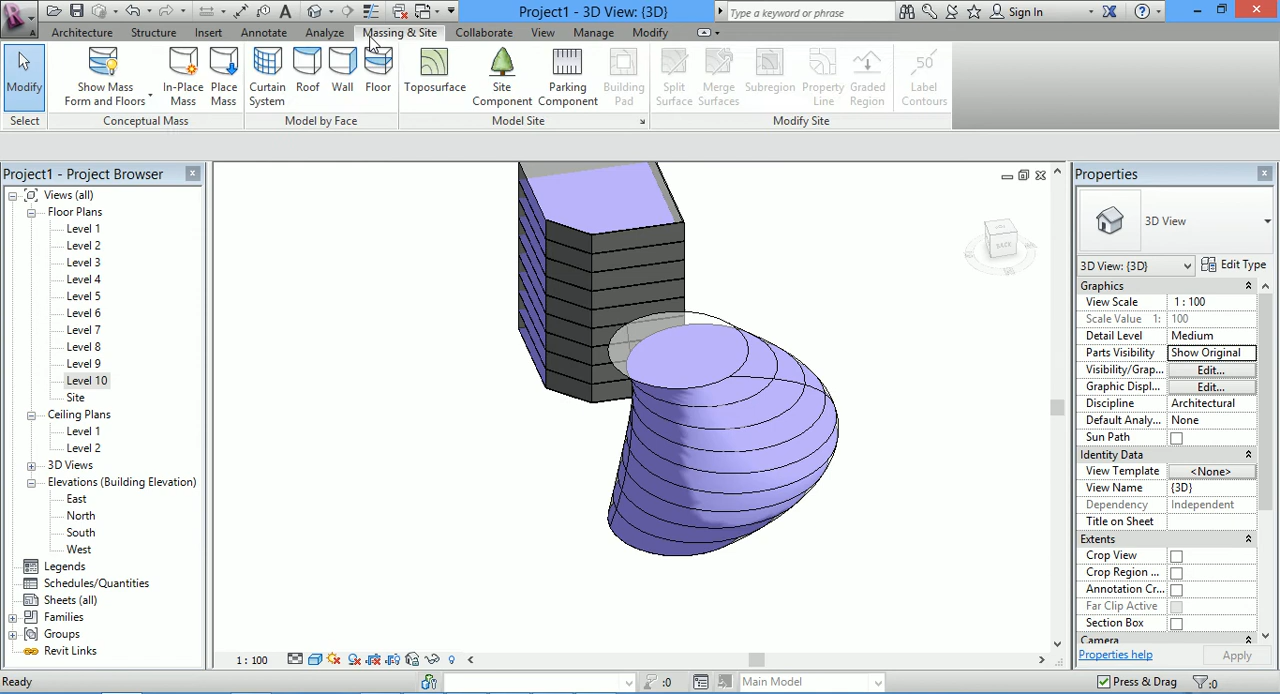 Project1 - 3D View: {3D}
Type a keyword or phrase
Sign In
Architecture
Structure
Insert
Annotate
Analyze
Massing & Site
Collaborate
View
Manage
Modify
Modify
Show Mass
Form and Floors
In-Place
Mass
Place
Mass
Curtain
System
Roof
Wall
Floor
Toposurface
Site
Component
Parking
Component
Building
Pad
Split
Surface
Merge
Surfaces
Subregion
Property
Line
Graded
Region
50
Label
Contours
Select
Conceptual Mass
Model by Face
Model Site
Modify Site
Project1 - Project Browser
Views (all)
Floor Plans
Level 1
Level 2
Level 3
Level 4
Level 5
Level 6
Level 7
Level 8
Level 9
Level 10
Site
Ceiling Plans
Level 1
Level 2
3D Views
Elevations (Building Elevation)
East
North
South
West
Legends
Schedules/Quantities
Sheets (all)
Families
Groups
Revit Links
Properties
3D View
3D View: {3D}
Edit Type
Graphics
View Scale 1 : 100
Scale Value 1: 100
Detail Level Medium
Parts Visibility Show Original
Visibility/Grap... Edit...
Graphic Displ... Edit...
Discipline Architectural
Default Analy... None
Sun Path
Identity Data
View Template <None>
View Name {3D}
Dependency Independent
Title on Sheet
Extents
Crop View
Crop Region ...
Annotation Cr...
Far Clip Active
Section Box
Camera
Properties help
Apply
1 : 100
Ready
:0
Main Model
Press & Drag
:0